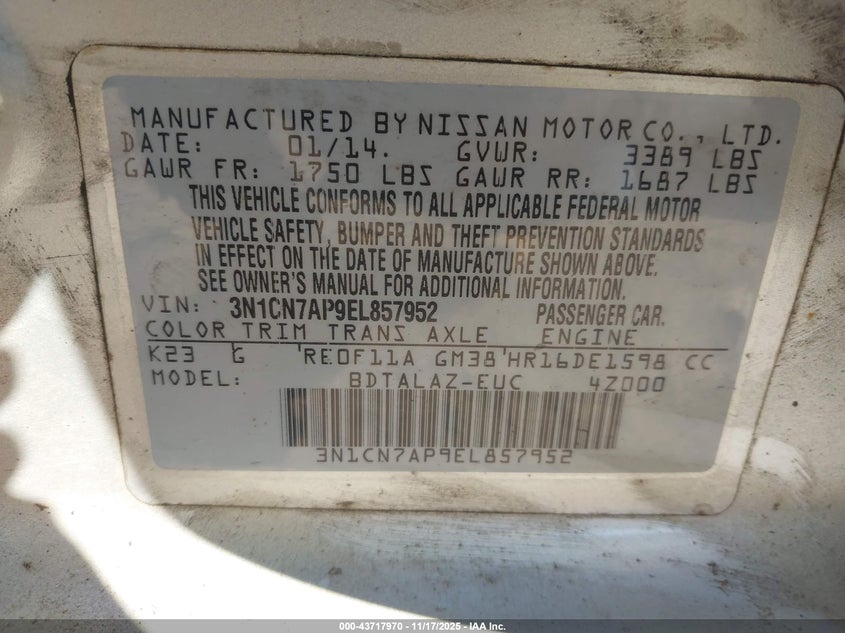 MANUFACTURED BY NISSAN MOTOR CO., LTD.
DATE: 01/14. GVWR: 3389 LBS
GAWR FR: 1750 LBS GAWR RR: 1687 LBS
THIS VEHICLE CONFORMS TO ALL APPLICABLE FEDERAL MOTOR
VEHICLE SAFETY, BUMPER AND THEFT PREVENTION STANDARDS
IN EFFECT ON THE DATE OF MANUFACTURE SHOWN ABOVE.
SEE OWNER'S MANUAL FOR ADDITIONAL INFORMATION.
VIN: 3N1CN7AP9EL857952 PASSENGER CAR.
COLOR TRIM TRANS AXLE ENGINE
K23 G RE0F11A GM38 HR16DE1598 CC
MODEL: BDTALAZ-EUC 4Z000
3N1CN7AP9EL857952
000-43717970 - 11/17/2025 - IAA Inc.